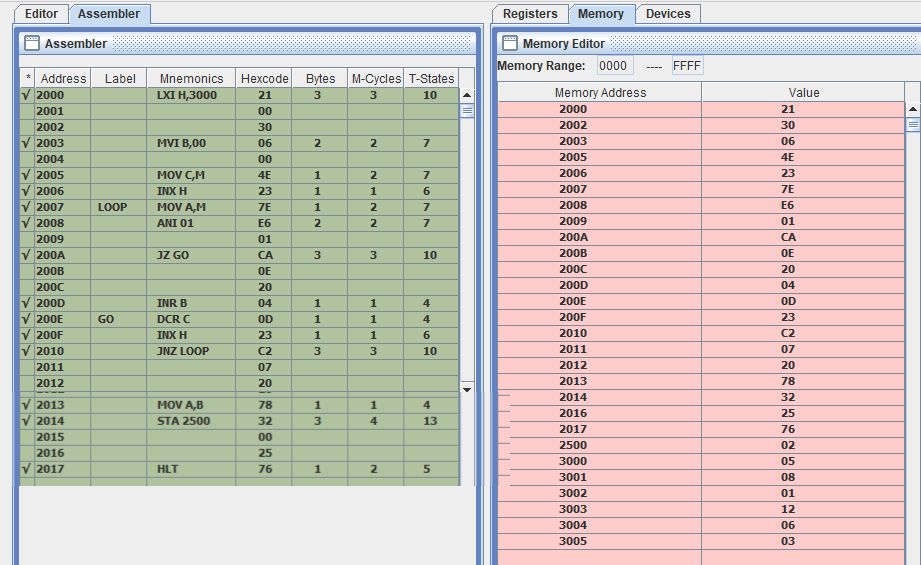 Editor Assembler
Assembler
* Address Label Mnemonics Hexcode Bytes M-Cycles T-States
√ 2000 LXI H,3000 21 3 3 10
2001 00
2002 30
√ 2003 MVI B,00 06 2 2 7
2004 00
√ 2005 MOV C,M 4E 1 2 7
√ 2006 INX H 23 1 1 6
√ 2007 LOOP MOV A,M 7E 1 2 7
√ 2008 ANI 01 E6 2 2 7
2009 01
√ 200A JZ GO CA 3 3 10
200B 0E
200C 20
√ 200D INR B 04 1 1 4
√ 200E GO DCR C 0D 1 1 4
√ 200F INX H 23 1 1 6
√ 2010 JNZ LOOP C2 3 3 10
2011 07
2012 20
√ 2013 MOV A,B 78 1 1 4
√ 2014 STA 2500 32 3 4 13
2015 00
2016 25
√ 2017 HLT 76 1 2 5
Registers Memory Devices
Memory Editor
Memory Range: 0000 ---- FFFF
Memory Address Value
2000 21
2002 30
2003 06
2005 4E
2006 23
2007 7E
2008 E6
2009 01
200A CA
200B 0E
200C 20
200D 04
200E 0D
200F 23
2010 C2
2011 07
2012 20
2013 78
2014 32
2016 25
2017 76
2500 02
3000 05
3001 08
3002 01
3003 12
3004 06
3005 03